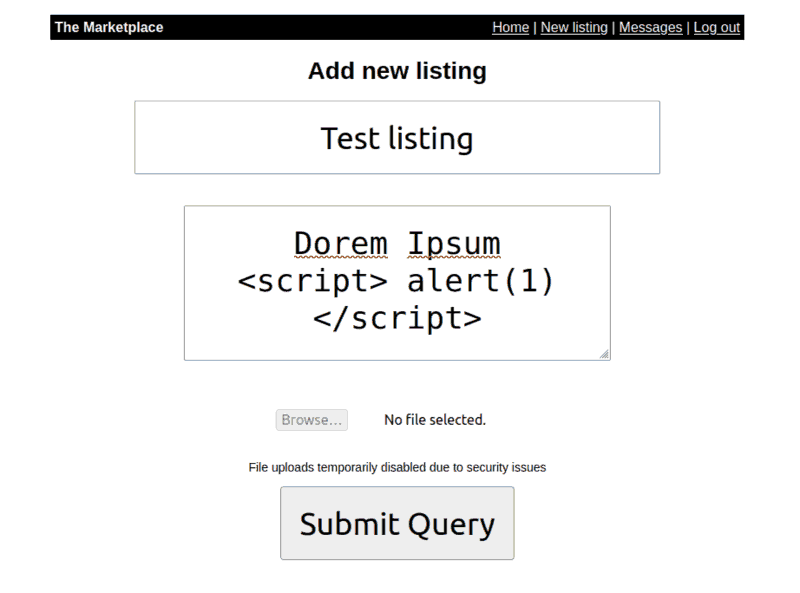 The Marketplace
Home | New listing | Messages | Log out
Add new listing
Test listing
Dorem Ipsum
<script> alert(1)
</script>
Browse... No file selected.
File uploads temporarily disabled due to security issues
Submit Query